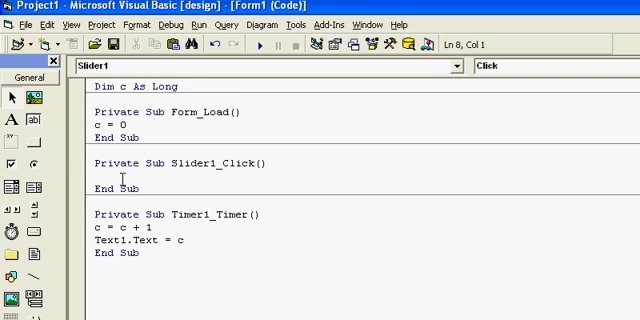 Project1 - Microsoft Visual Basic [design] - [Form1 (Code)]
File Edit View Project Format Debug Run Query Diagram Tools Add-Ins Window Help
Ln 8, Col 1
General
A
ab
xy
Slider1
Click
Dim c As Long
Private Sub Form_Load()
c = 0
End Sub
Private Sub Slider1_Click()
End Sub
Private Sub Timer1_Timer()
c = c + 1
Text1.Text = c
End Sub